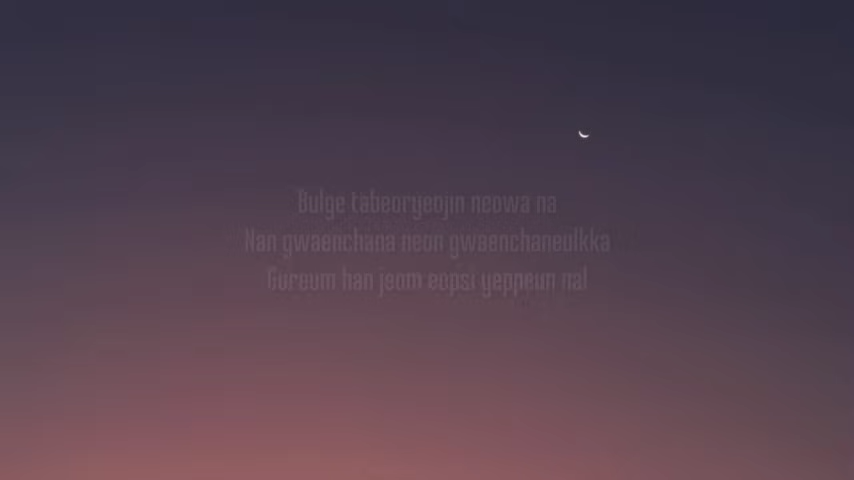 Bulge tabeoryeojin neowa na
Nan gwaenchana neon gwaenchaneulkka
Gureum han jeom eopsi yeppeun nal